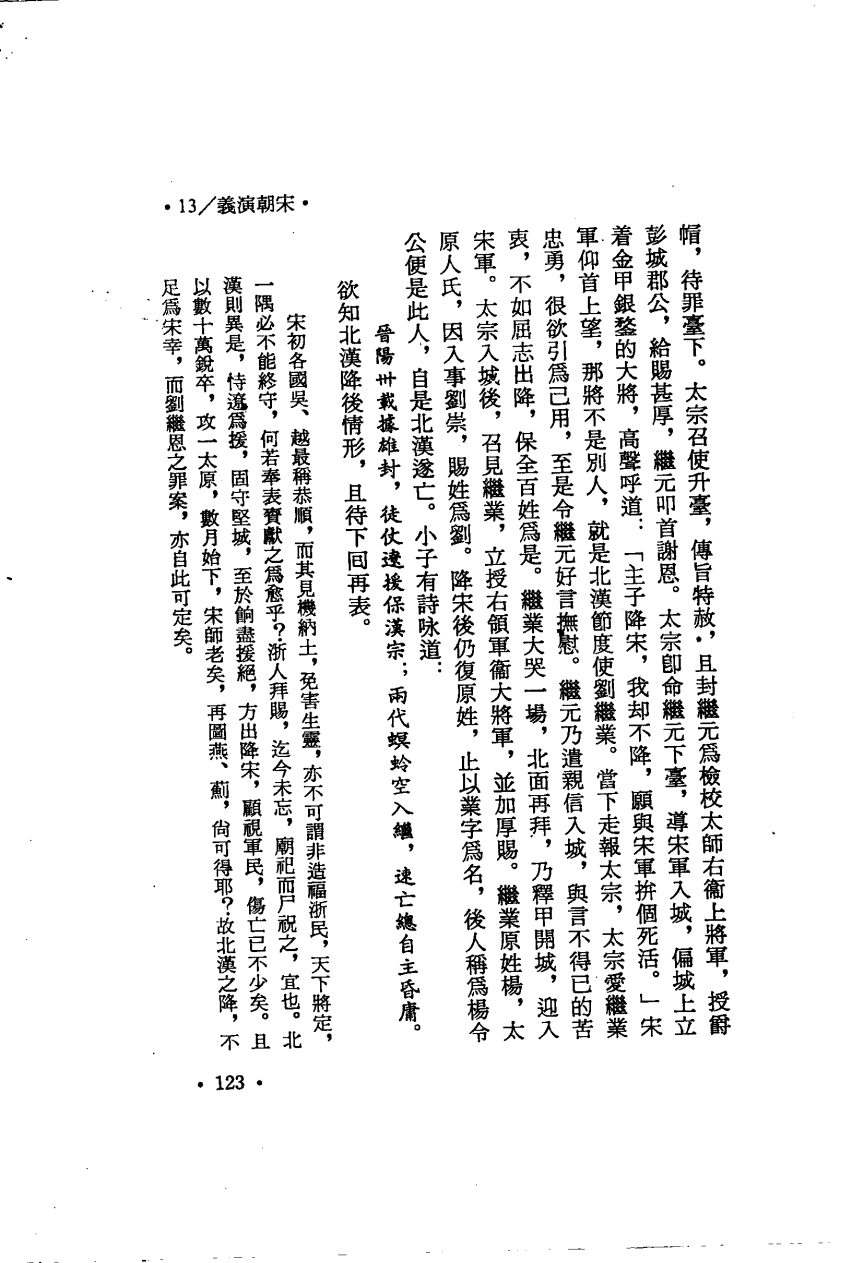 •宋朝演義/13•
帽，待罪臺下。太宗召使升臺，傳旨特赦，且封繼元爲檢校太師右衞上將軍，授爵
彭城郡公，給賜甚厚，繼元叩首謝恩。太宗卽命繼元下臺，導宋軍入城，偏城上立
着金甲銀鍪的大將，高聲呼道：「主子降宋，我却不降，願與宋軍拚個死活。」宋
軍仰首上望，那將不是別人，就是北漢節度使劉繼業。當下走報太宗，太宗愛繼業
忠勇，很欲引爲己用，至是令繼元好言撫慰。繼元乃遣親信入城，與言不得已的苦
衷，不如屈志出降，保全百姓爲是。繼業大哭一場，北面再拜，乃釋甲開城，迎入
宋軍。太宗入城後，召見繼業，立授右領軍衞大將軍，並加厚賜。繼業原姓楊，太
原人氏，因入事劉崇，賜姓爲劉。降宋後仍復原姓，止以業字爲名，後人稱爲楊令
公便是此人，自是北漢遂亡。小子有詩咏道：
晉陽卅載據雄封，徒仗遼援保漢宗；兩代螟蛉空入繼，速亡總自主昏庸。
欲知北漢降後情形，且待下回再表。
宋初各國吳、越最稱恭順，而其見機納土，免害生靈，亦不可謂非造福浙民，天下將定，
一隅必不能終守，何若奉表賫獻之爲愈乎？浙人拜賜，迄今未忘，廟祀而尸祝之，宜也。北
漢則異是，恃遼爲援，固守堅城，至於餉盡援絕，方出降宋，顧視軍民，傷亡已不少矣。且
以數十萬銳卒，攻一太原，數月始下，宋師老矣，再圖燕、薊，尙可得耶？故北漢之降，不
足爲宋幸，而劉繼恩之罪案，亦自此可定矣。
•123•